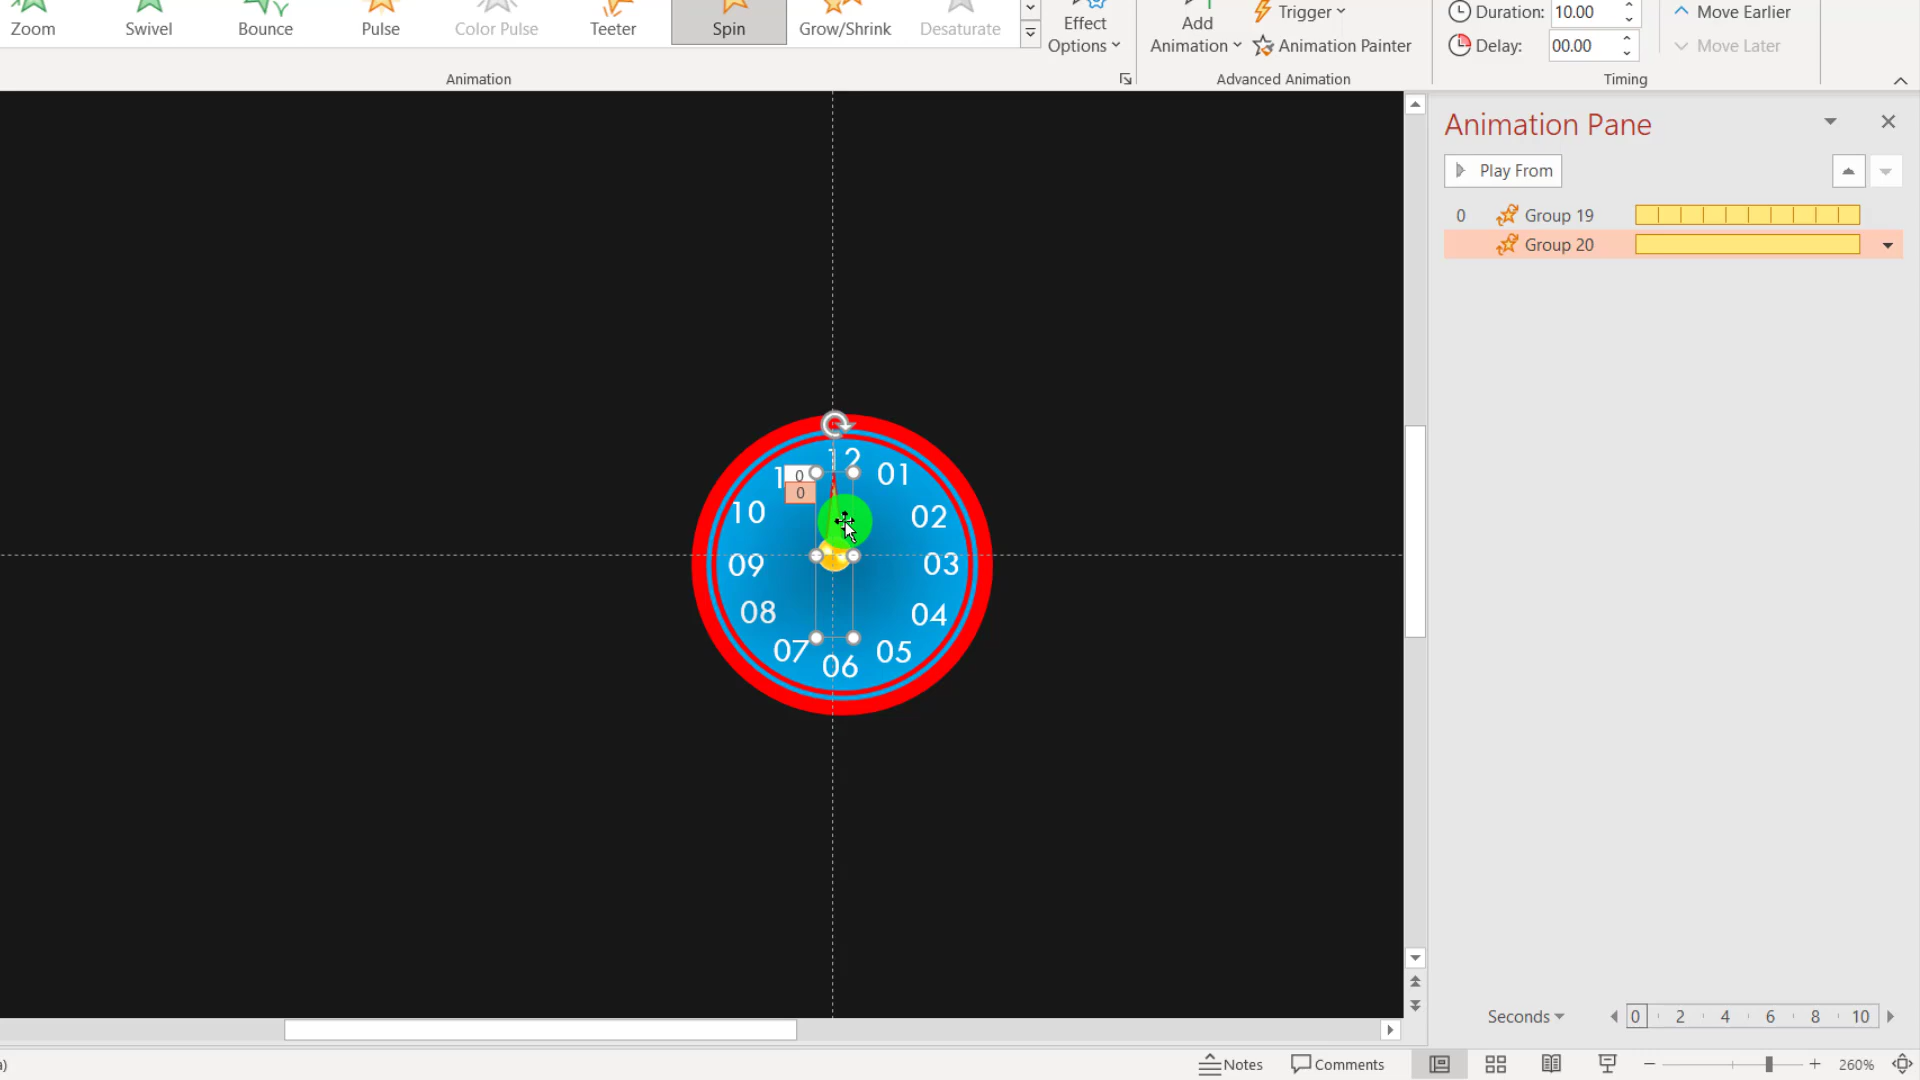 Zoom Swivel Bounce Pulse Color Pulse Teeter Spin Grow/Shrink Desaturate
Effect Options
Add Animation
Trigger
Animation Painter
Duration: 10.00
Delay: 00.00
Move Earlier
Move Later
Animation
Advanced Animation
Timing
Animation Pane
Play From
0 Group 19
Group 20
12
01
02
03
04
05
06
07
08
09
10
1
0
0
Seconds 0 2 4 6 8 10
a)
Notes
Comments
260%